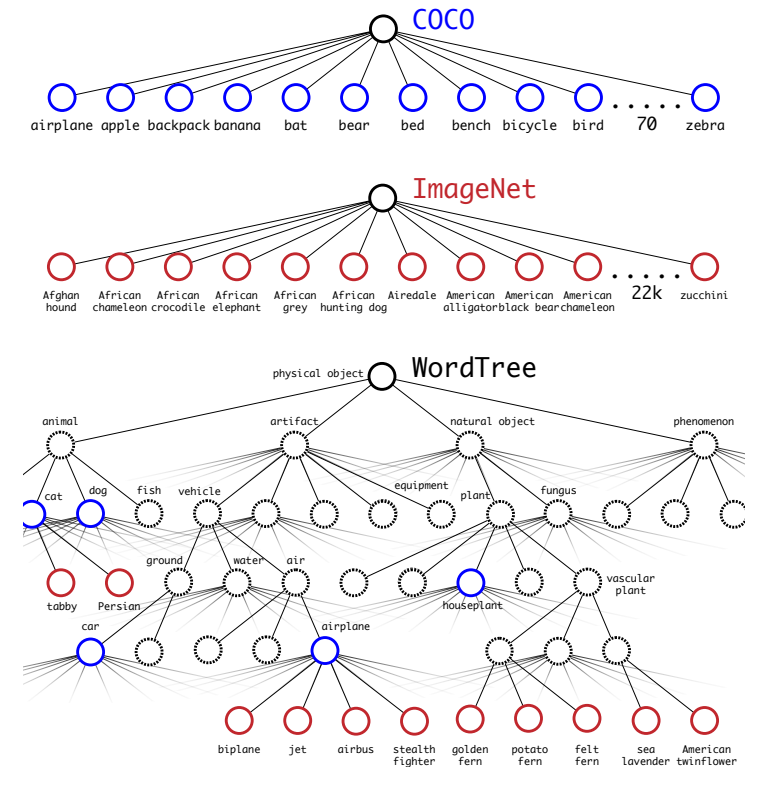 COCO
airplane apple backpack banana bat bear bed bench bicycle bird 70 zebra
ImageNet
Afghan hound
African chameleon
African crocodile
African elephant
African grey
African hunting dog
Airedale
American alligator
American black bear
American chameleon
22k
zucchini
WordTree
physical object
animal artifact natural object phenomenon
cat dog fish vehicle equipment plant fungus
ground water air vascular plant
tabby Persian houseplant
car airplane
biplane jet airbus stealth fighter golden fern potato fern felt fern sea lavender American twinflower